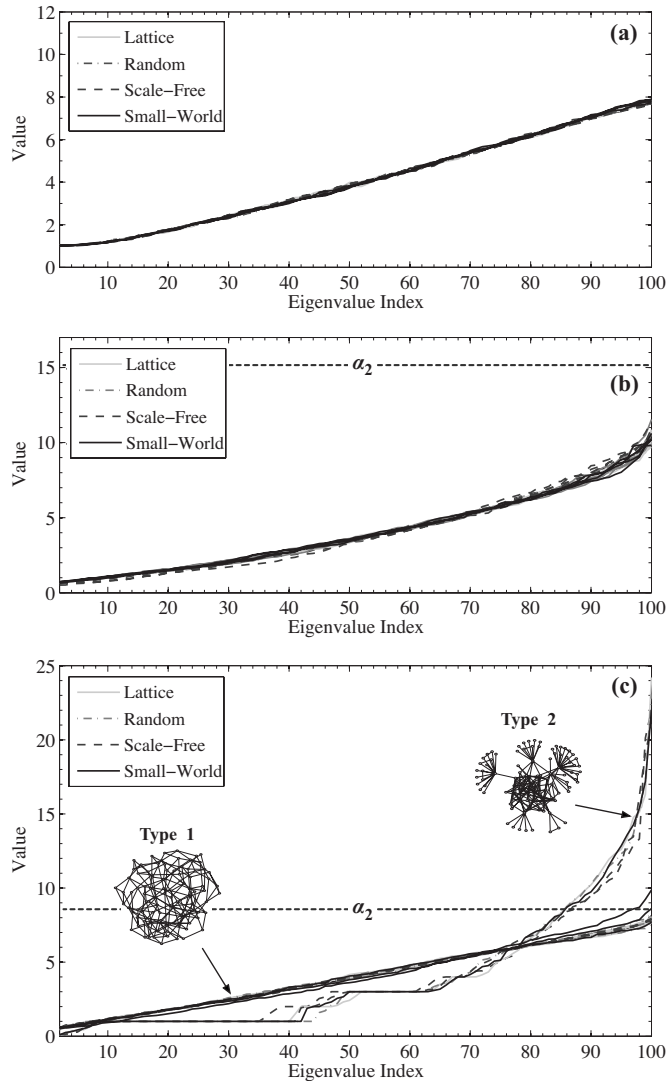 12
10
8
6
4
2
0
Value
Lattice
Random
Scale−Free
Small−World
(a)
10 20 30 40 50 60 70 80 90 100
Eigenvalue Index
15
10
5
0
Value
Lattice
Random
Scale−Free
Small−World
α2
(b)
10 20 30 40 50 60 70 80 90 100
Eigenvalue Index
25
20
15
10
5
0
Value
Lattice
Random
Scale−Free
Small−World
(c)
Type 2
Type 1
α2
10 20 30 40 50 60 70 80 90 100
Eigenvalue Index